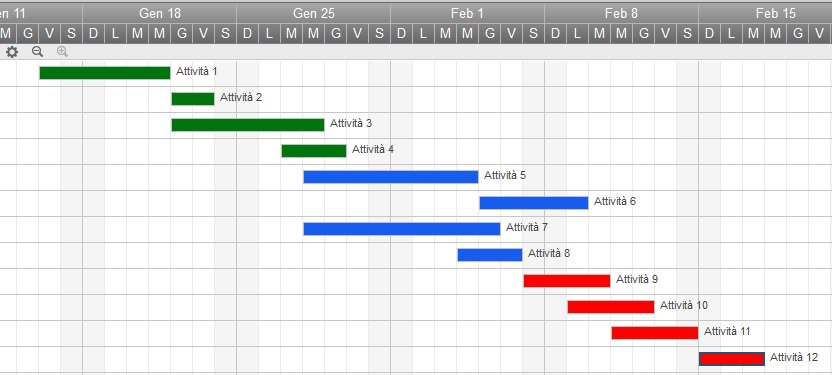 en 11 Gen 18 Gen 25 Feb 1 Feb 8 Feb 15
M G V S D L M M G V S D L M M G V S D L M M G V S D L M M G V S D L M M G V
Attività 1
Attività 2
Attività 3
Attività 4
Attività 5
Attività 6
Attività 7
Attività 8
Attività 9
Attività 10
Attività 11
Attività 12